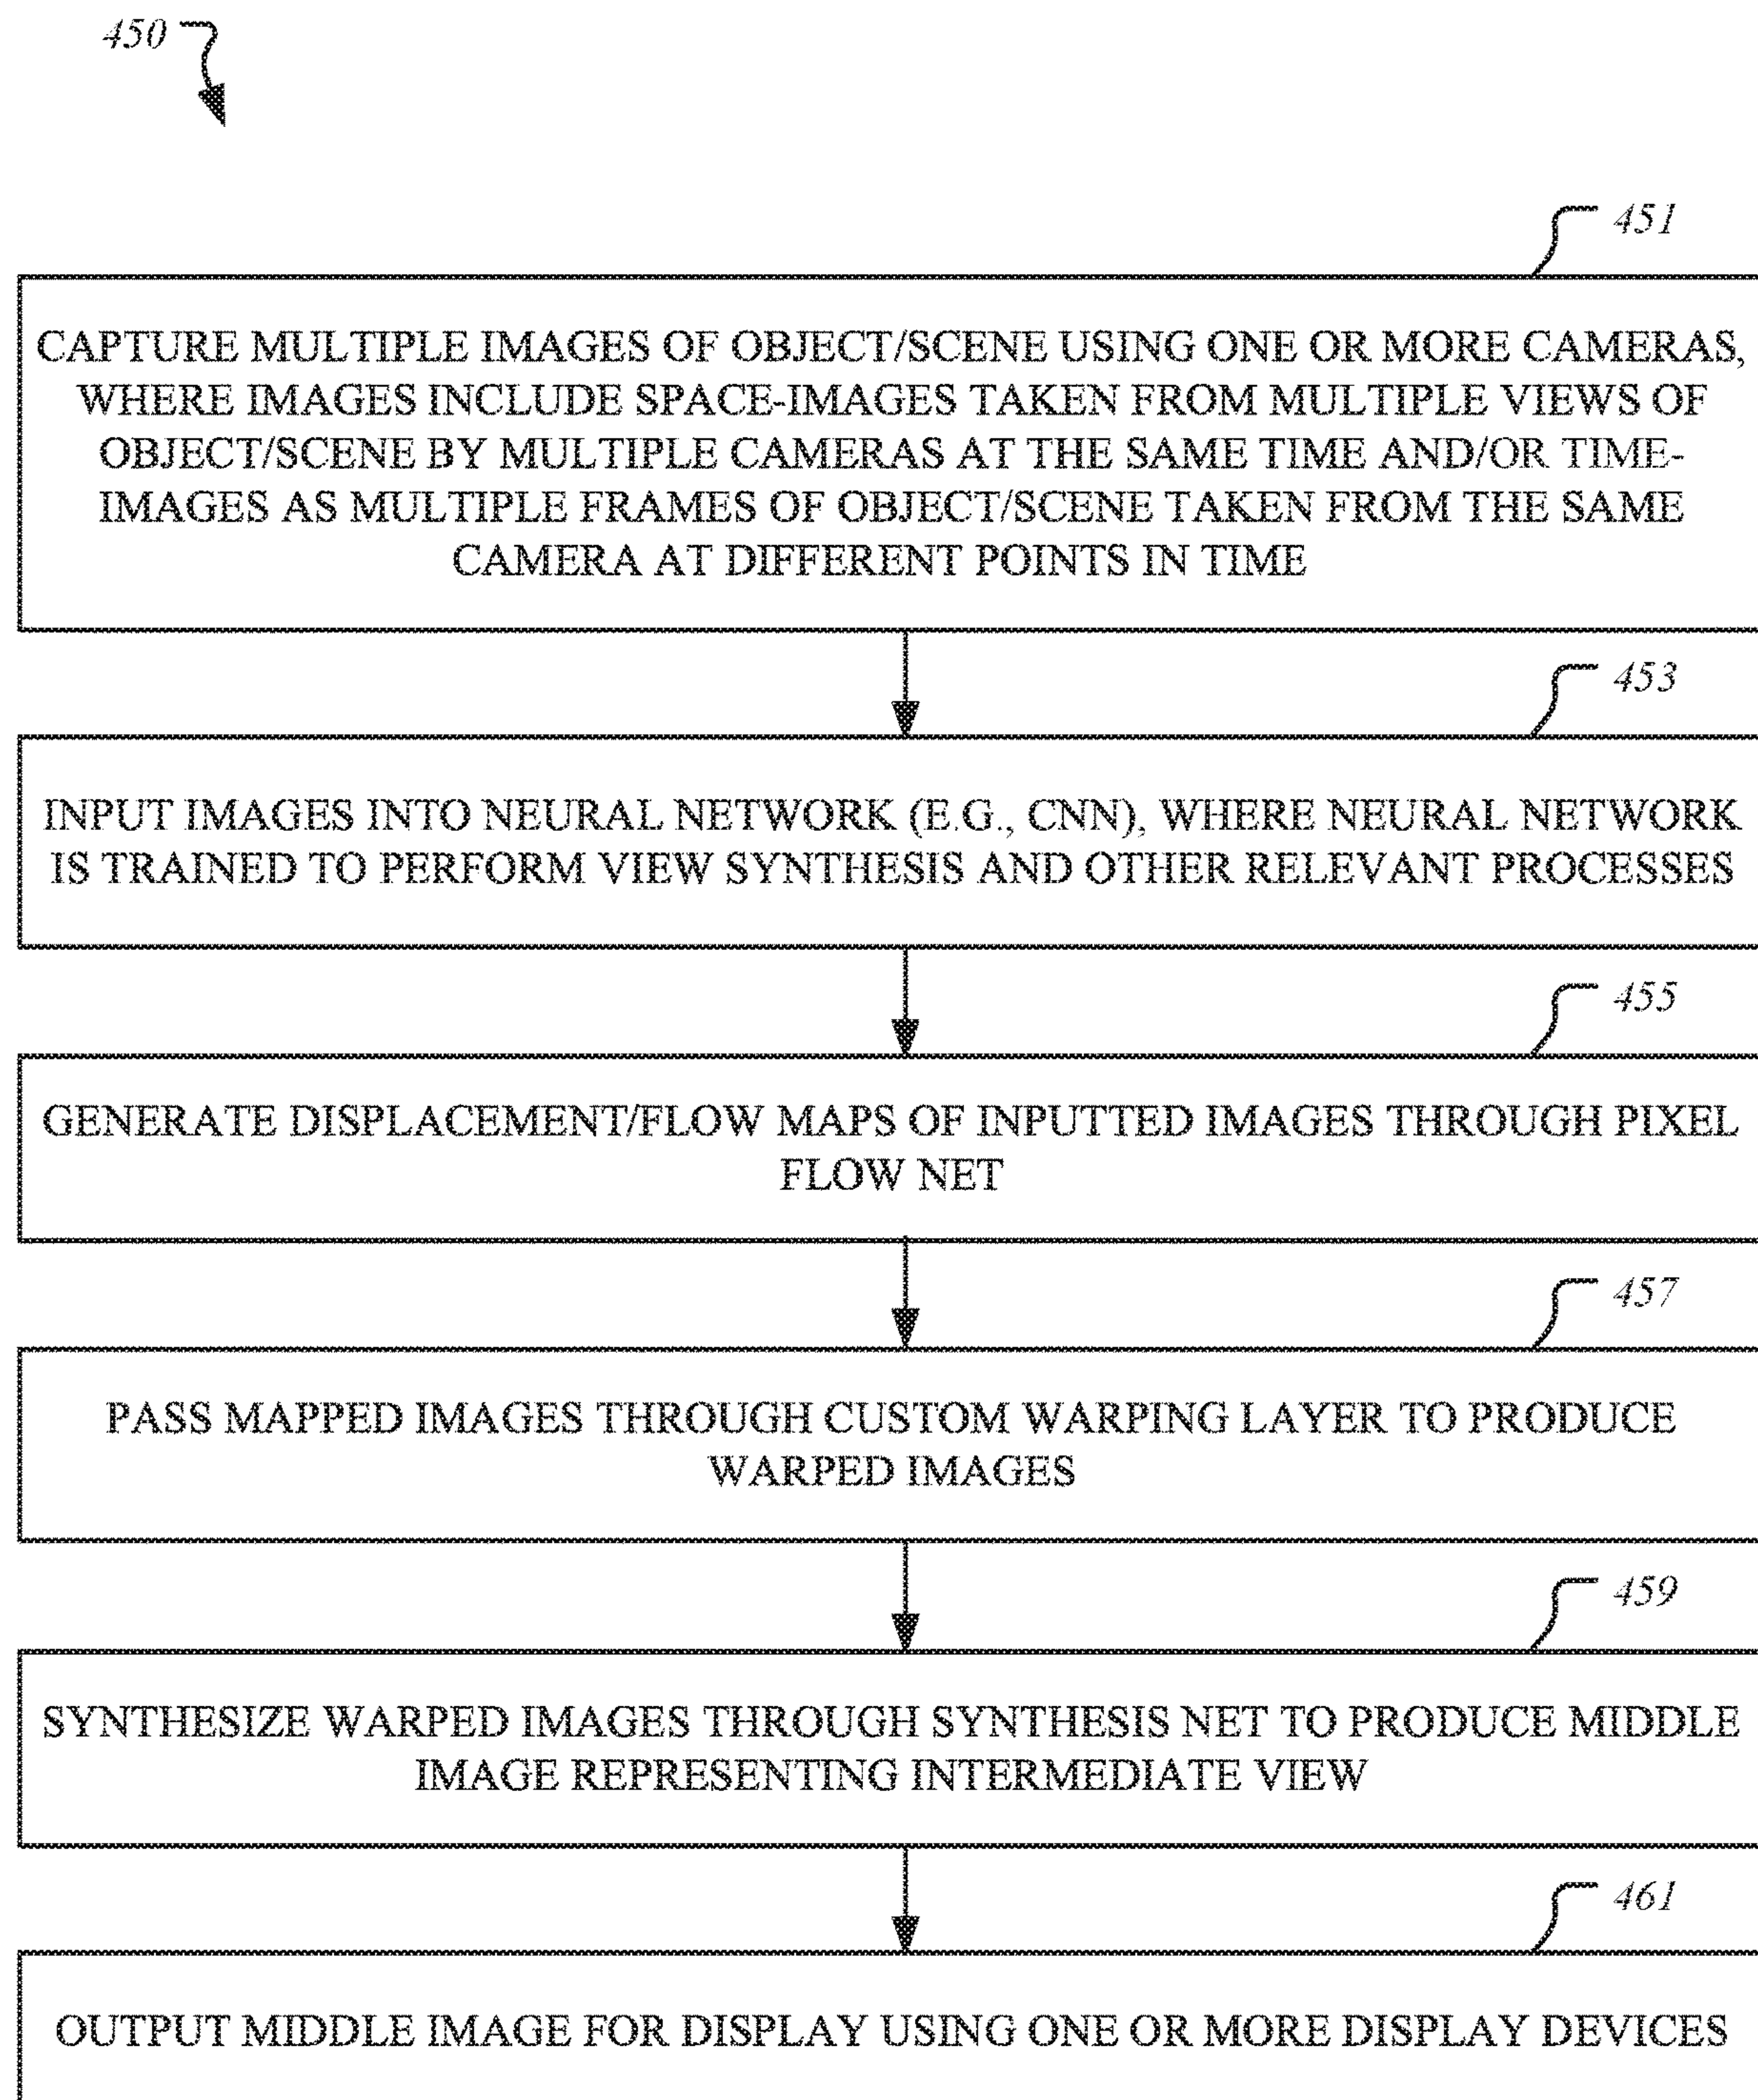 450
451
CAPTURE MULTIPLE IMAGES OF OBJECT/SCENE USING ONE OR MORE CAMERAS,
WHERE IMAGES INCLUDE SPACE-IMAGES TAKEN FROM MULTIPLE VIEWS OF
OBJECT/SCENE BY MULTIPLE CAMERAS AT THE SAME TIME AND/OR TIME-
IMAGES AS MULTIPLE FRAMES OF OBJECT/SCENE TAKEN FROM THE SAME
CAMERA AT DIFFERENT POINTS IN TIME
453
INPUT IMAGES INTO NEURAL NETWORK (E.G., CNN), WHERE NEURAL NETWORK
IS TRAINED TO PERFORM VIEW SYNTHESIS AND OTHER RELEVANT PROCESSES
455
GENERATE DISPLACEMENT/FLOW MAPS OF INPUTTED IMAGES THROUGH PIXEL
FLOW NET
457
PASS MAPPED IMAGES THROUGH CUSTOM WARPING LAYER TO PRODUCE
WARPED IMAGES
459
SYNTHESIZE WARPED IMAGES THROUGH SYNTHESIS NET TO PRODUCE MIDDLE
IMAGE REPRESENTING INTERMEDIATE VIEW
461
OUTPUT MIDDLE IMAGE FOR DISPLAY USING ONE OR MORE DISPLAY DEVICES